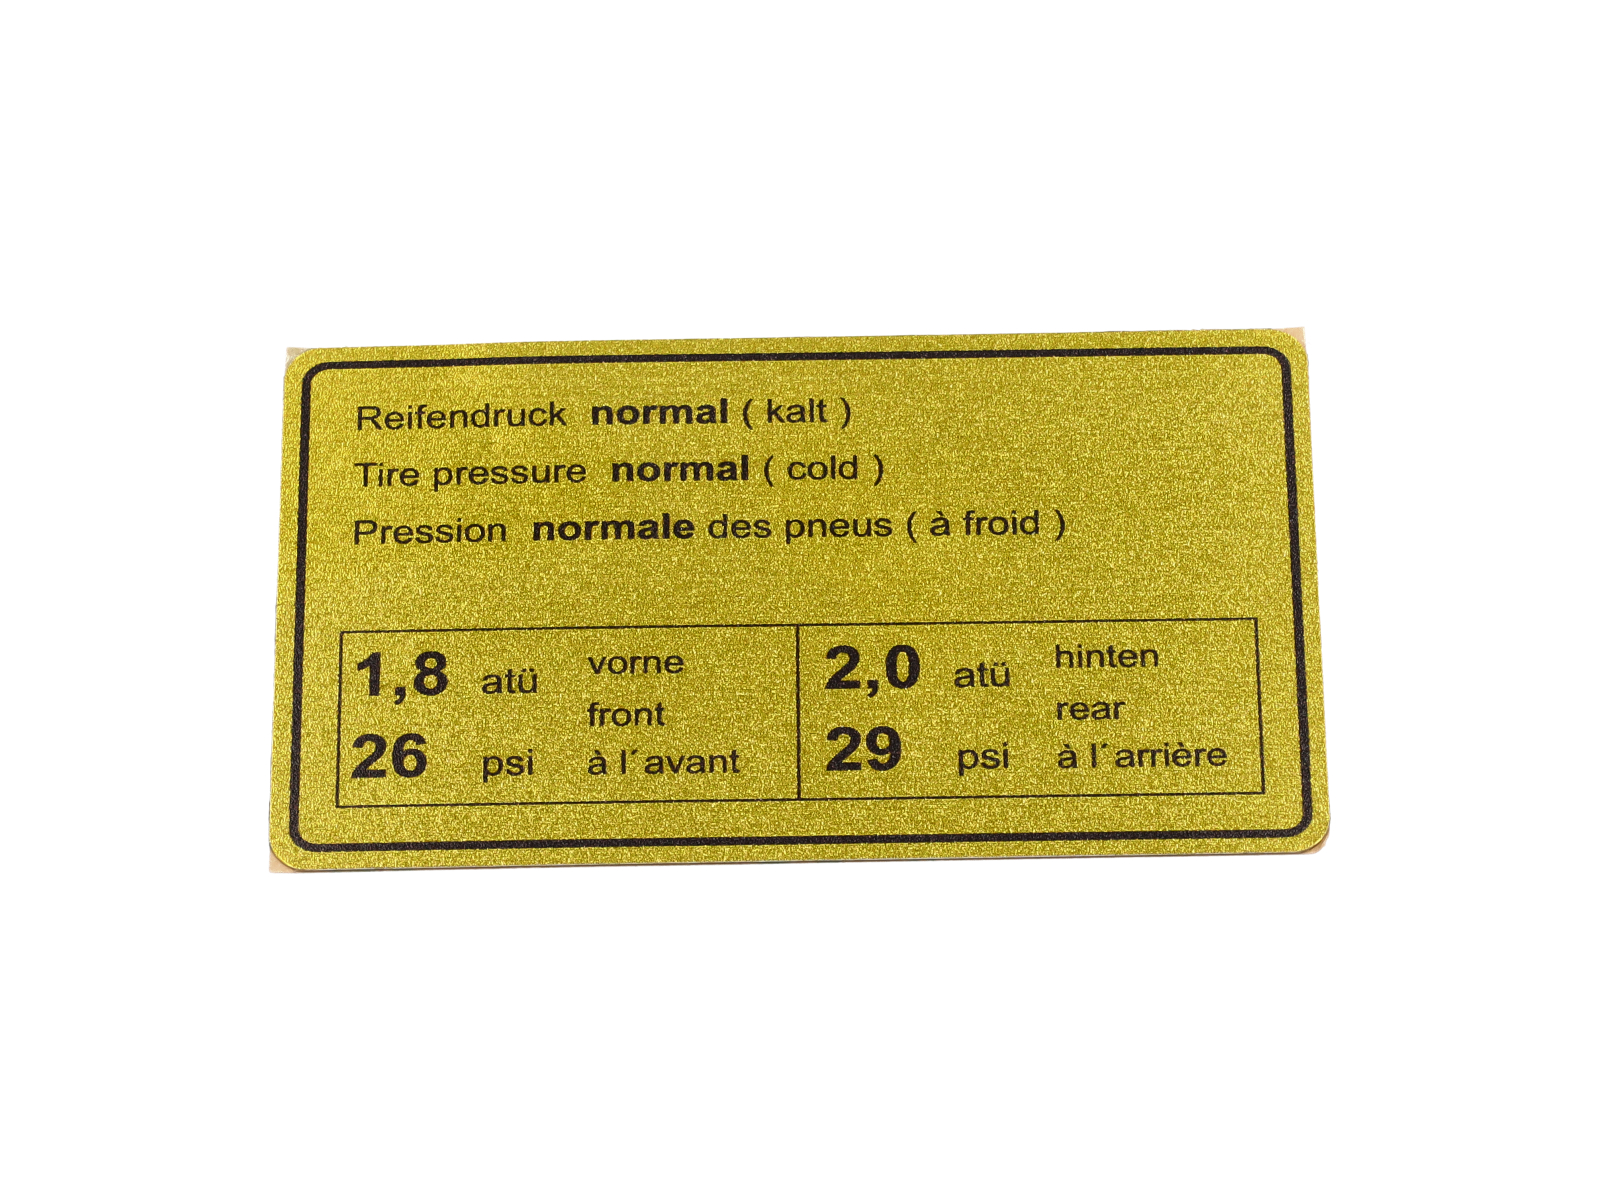 Reifendruck normal ( kalt )
Tire pressure normal ( cold )
Pression normale des pneus ( à froid )
1,8 atü vorne
front
26 psi à l´avant
2,0 atü hinten
rear
29 psi à l´arrière